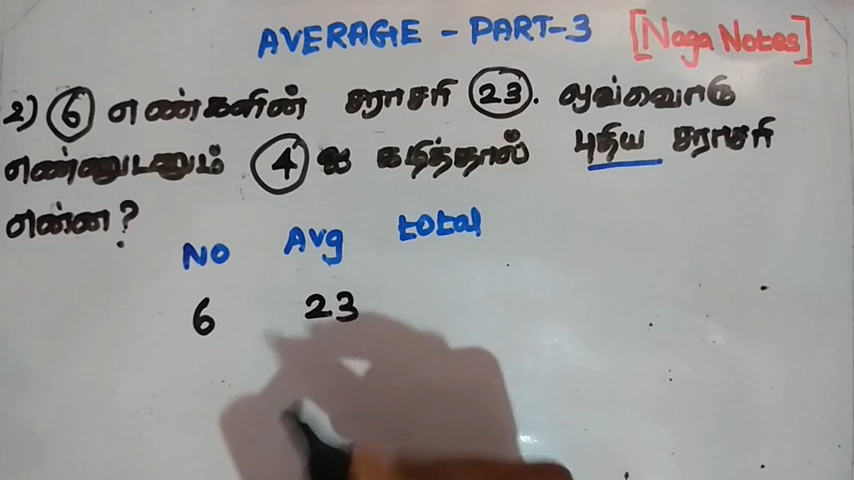 AVERAGE - PART-3 [Naga Notes]
2) 6 எண்களின் சராசரி 23. ஒவ்வொரு
எண்ணுடனும் 4 ஐ கழித்தால் புதிய சராசரி
என்ன?
No Avg total
6 23